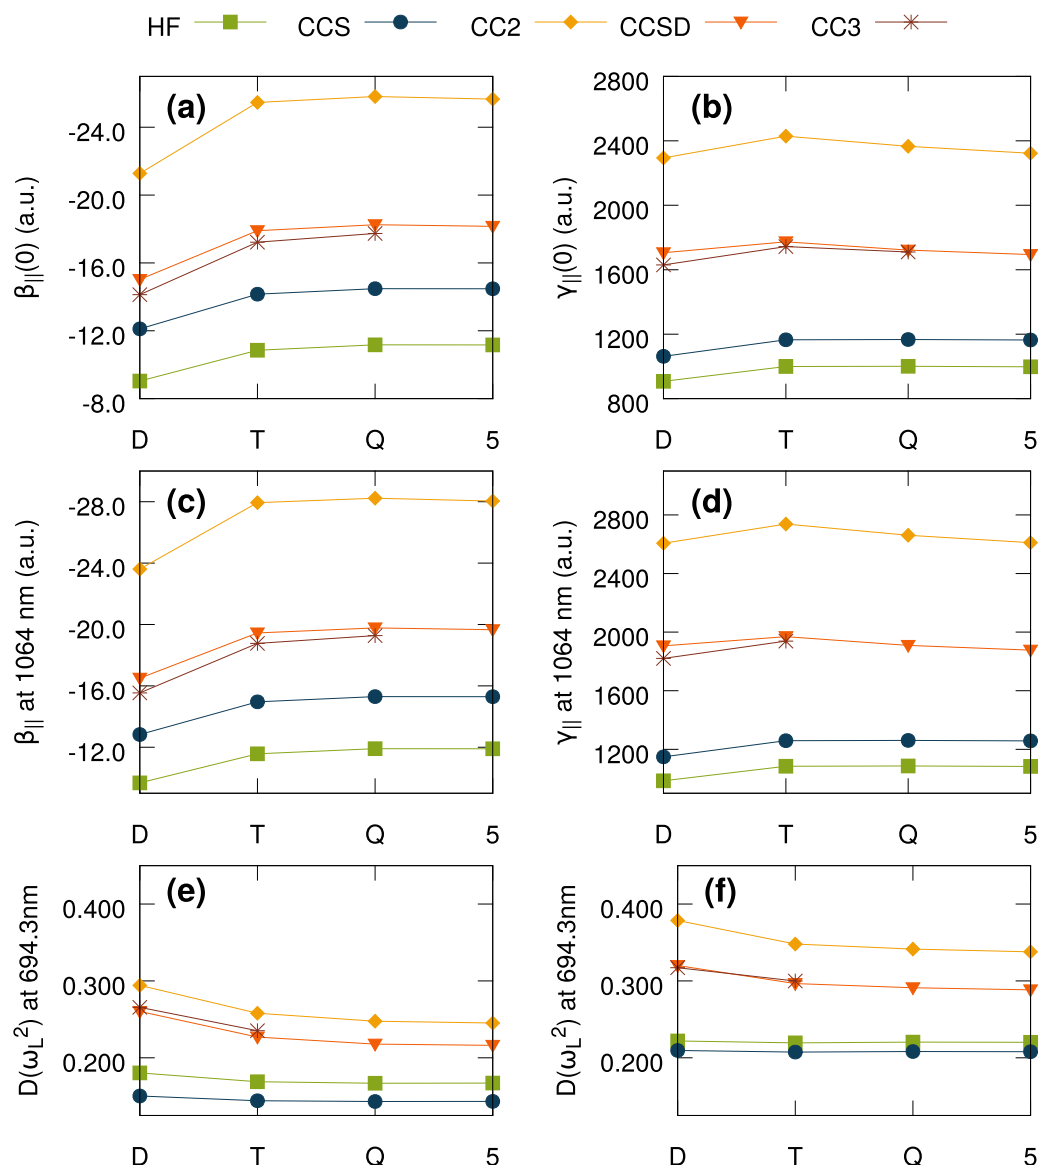 HF CCS CC2 CCSD CC3
(a)
β||(0) (a.u.)
-24.0
-20.0
-16.0
-12.0
-8.0
D T Q 5
(b)
γ||(0) (a.u.)
2800
2400
2000
1600
1200
800
D T Q 5
(c)
β|| at 1064 nm (a.u.)
-28.0
-24.0
-20.0
-16.0
-12.0
D T Q 5
(d)
γ|| at 1064 nm (a.u.)
2800
2400
2000
1600
1200
D T Q 5
(e)
D(ωL²) at 694.3nm
0.400
0.300
0.200
D T Q 5
(f)
D(ωL²) at 694.3nm
0.400
0.300
0.200
D T Q 5